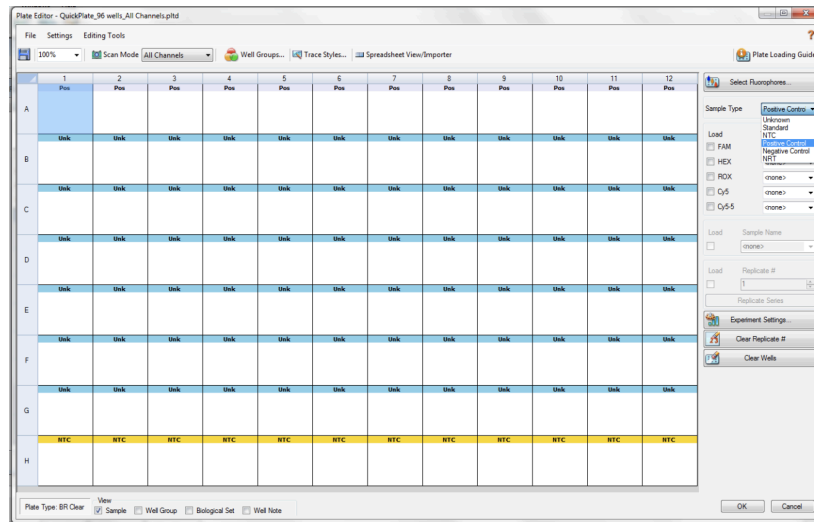 Plate Editor - QuickPlate_96 wells_All Channels.pltd
File Settings Editing Tools ?
100% Scan Mode All Channels Well Groups... Trace Styles... Spreadsheet View/Importer Plate Loading Guide
1 2 3 4 5 6 7 8 9 10 11 12
Pos Pos Pos Pos Pos Pos Pos Pos Pos Pos Pos Pos
A
Unk Unk Unk Unk Unk Unk Unk Unk Unk Unk Unk Unk
B
Unk Unk Unk Unk Unk Unk Unk Unk Unk Unk Unk Unk
C
Unk Unk Unk Unk Unk Unk Unk Unk Unk Unk Unk Unk
D
Unk Unk Unk Unk Unk Unk Unk Unk Unk Unk Unk Unk
E
Unk Unk Unk Unk Unk Unk Unk Unk Unk Unk Unk Unk
F
Unk Unk Unk Unk Unk Unk Unk Unk Unk Unk Unk Unk
G
NTC NTC NTC NTC NTC NTC NTC NTC NTC NTC NTC NTC
H
Select Fluorophores...
Sample Type Positive Contro
Unknown
Standard
NTC
Positive Control
Negative Control
NRT
Load
FAM
HEX
ROX <none>
Cy5 <none>
Cy5-5 <none>
Load Sample Name
<none>
Load Replicate #
1
Replicate Series
Experiment Settings...
Clear Replicate #
Clear Wells
Plate Type: BR Clear
View
Sample Well Group Biological Set Well Note
OK Cancel